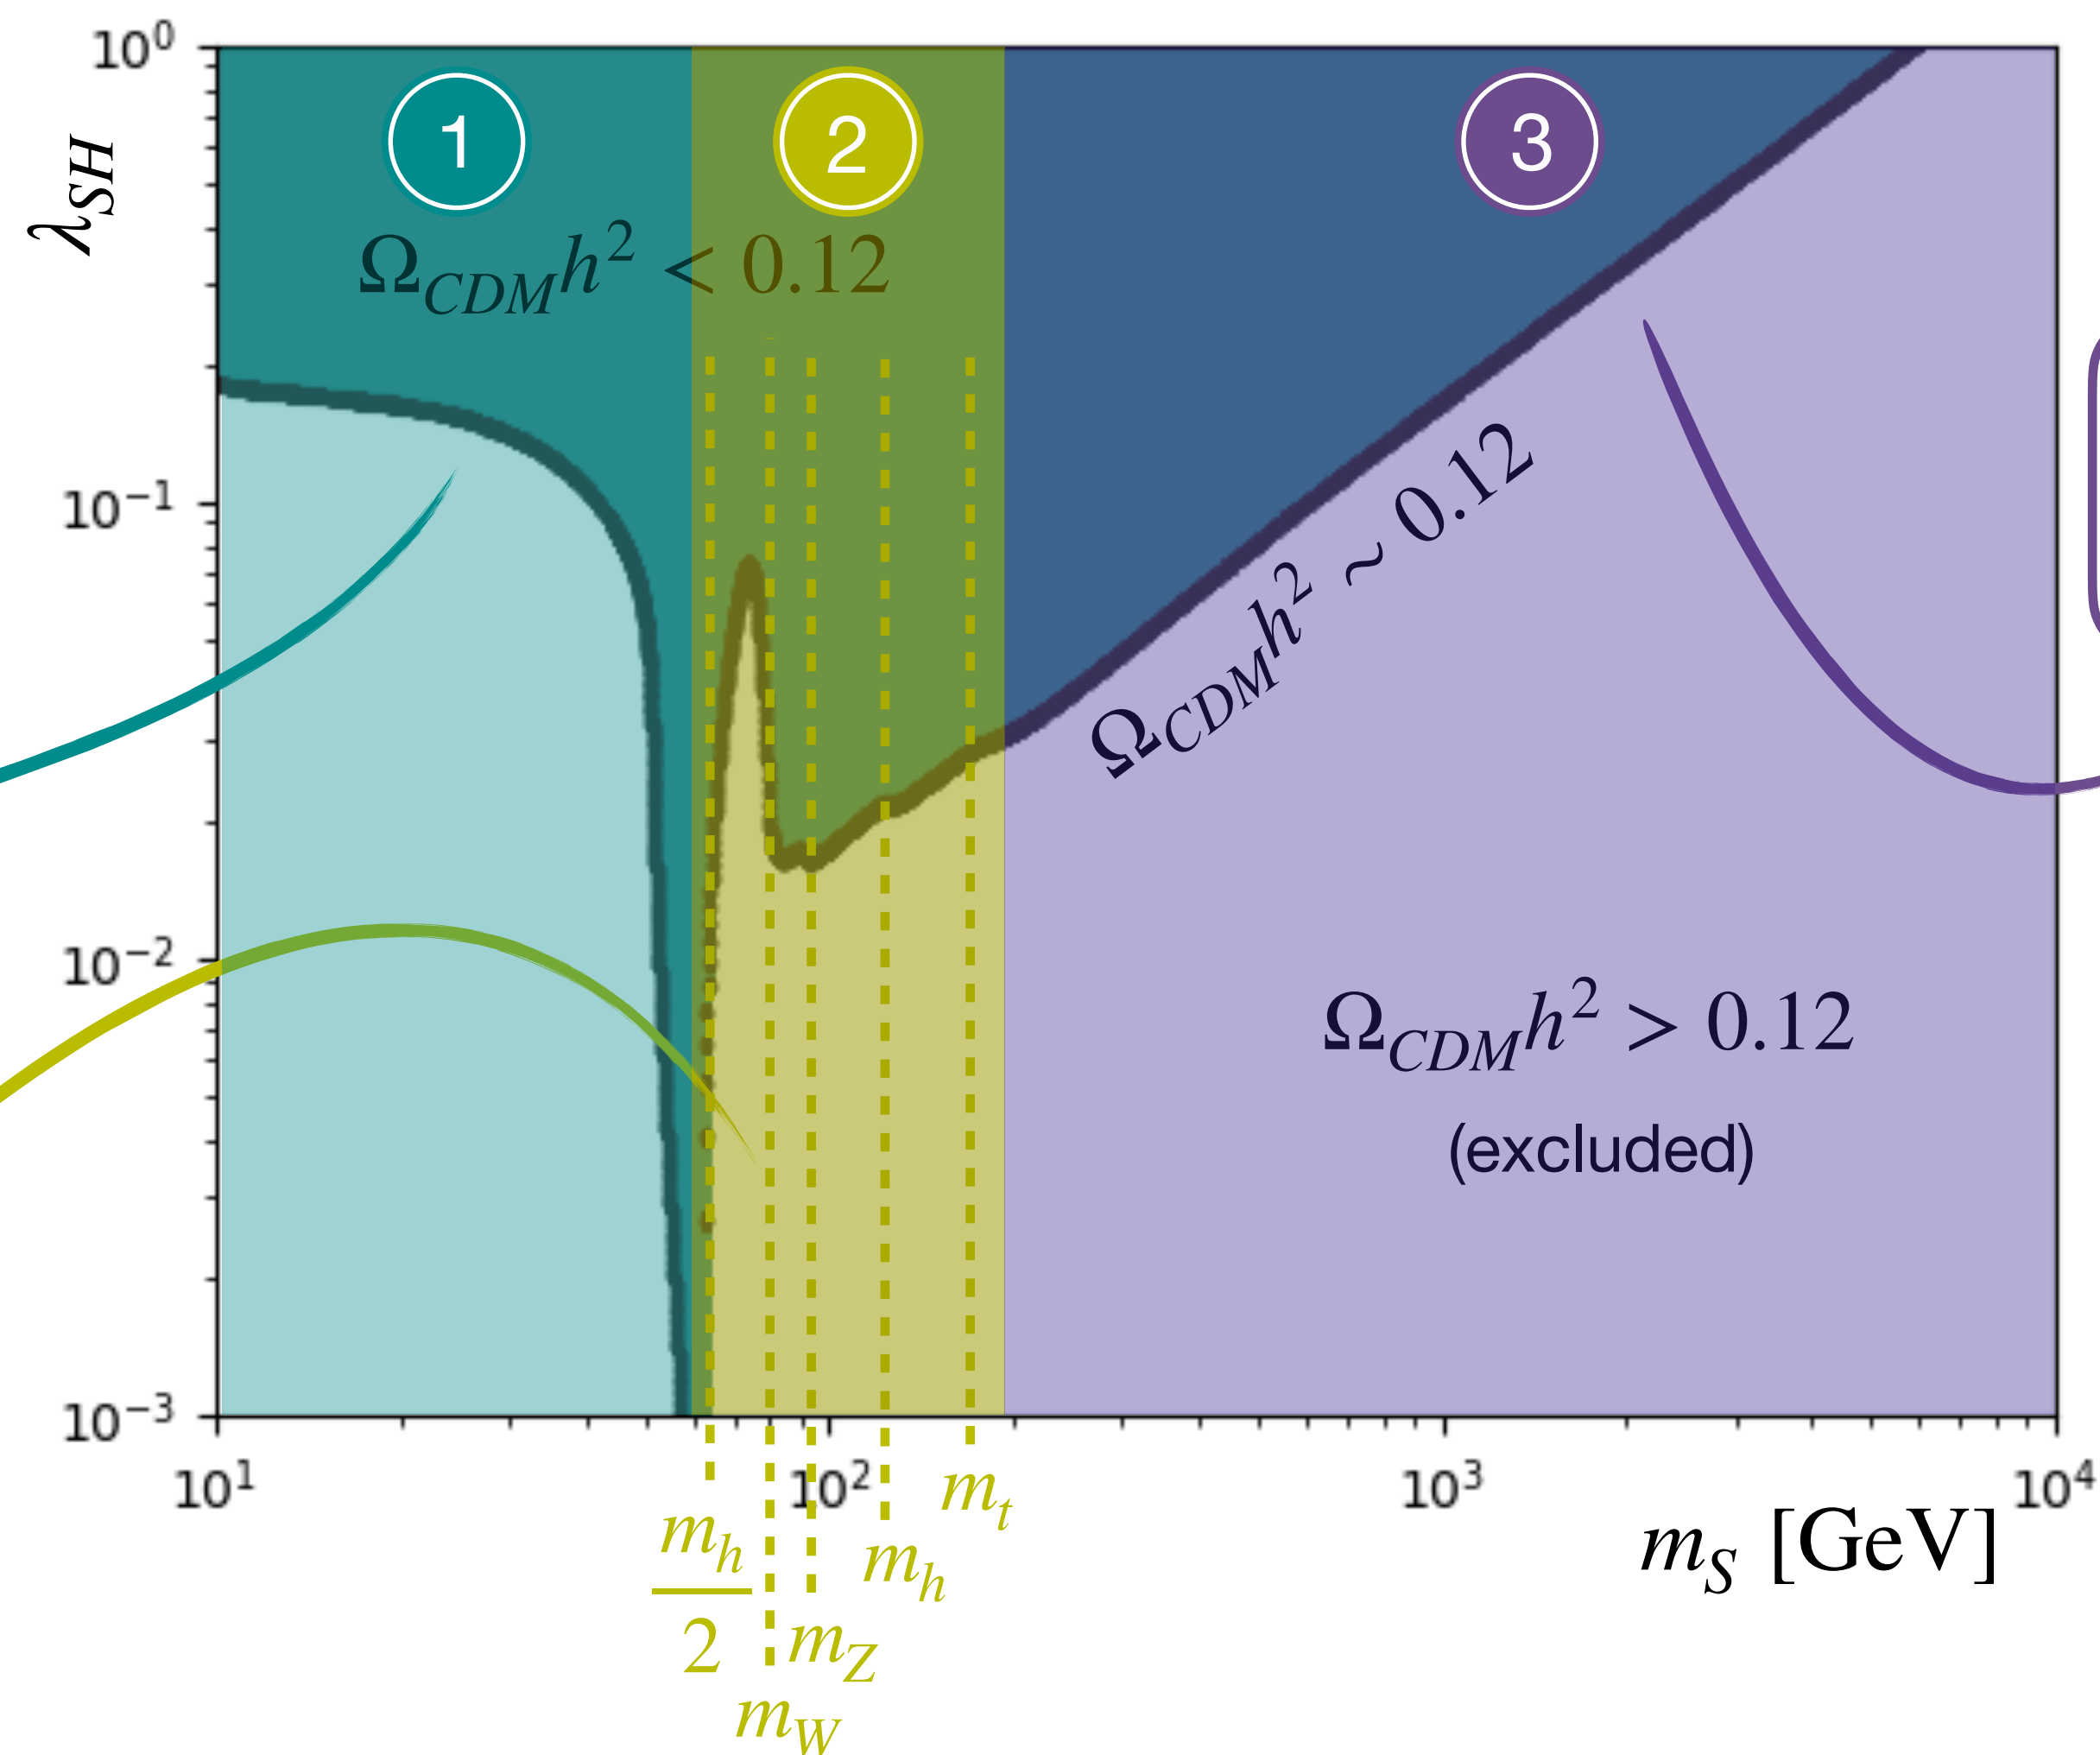 10⁰
1
2
3
λ_SH
Ω_CDM h² < 0.12
10⁻¹
Ω_CDM h² ~ 0.12
10⁻²
Ω_CDM h² > 0.12
(excluded)
10⁻³
10¹
10²
10³
10⁴
m_t
m_h/2
m_h
m_S [GeV]
m_Z
m_W